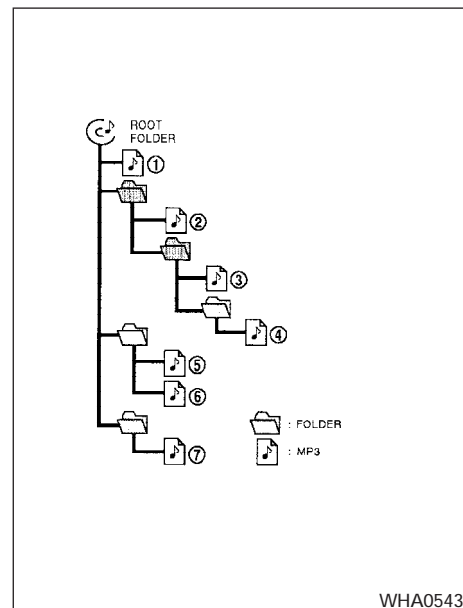 ROOT
FOLDER
①
②
③
④
⑤
⑥
⑦
: FOLDER
: MP3
WHA0543